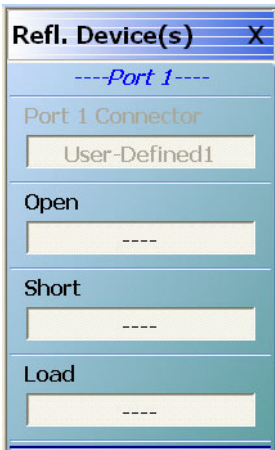 Refl. Device(s) X
----Port 1----
Port 1 Connector
User-Defined1
Open
----
Short
----
Load
----